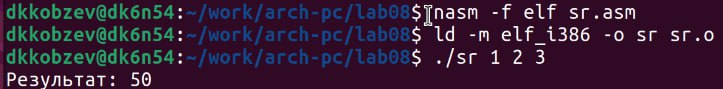 dkkobzev@dk6n54:~/work/arch-pc/lab08$ nasm -f elf sr.asm
dkkobzev@dk6n54:~/work/arch-pc/lab08$ ld -m elf_i386 -o sr sr.o
dkkobzev@dk6n54:~/work/arch-pc/lab08$ ./sr 1 2 3
Результат: 50